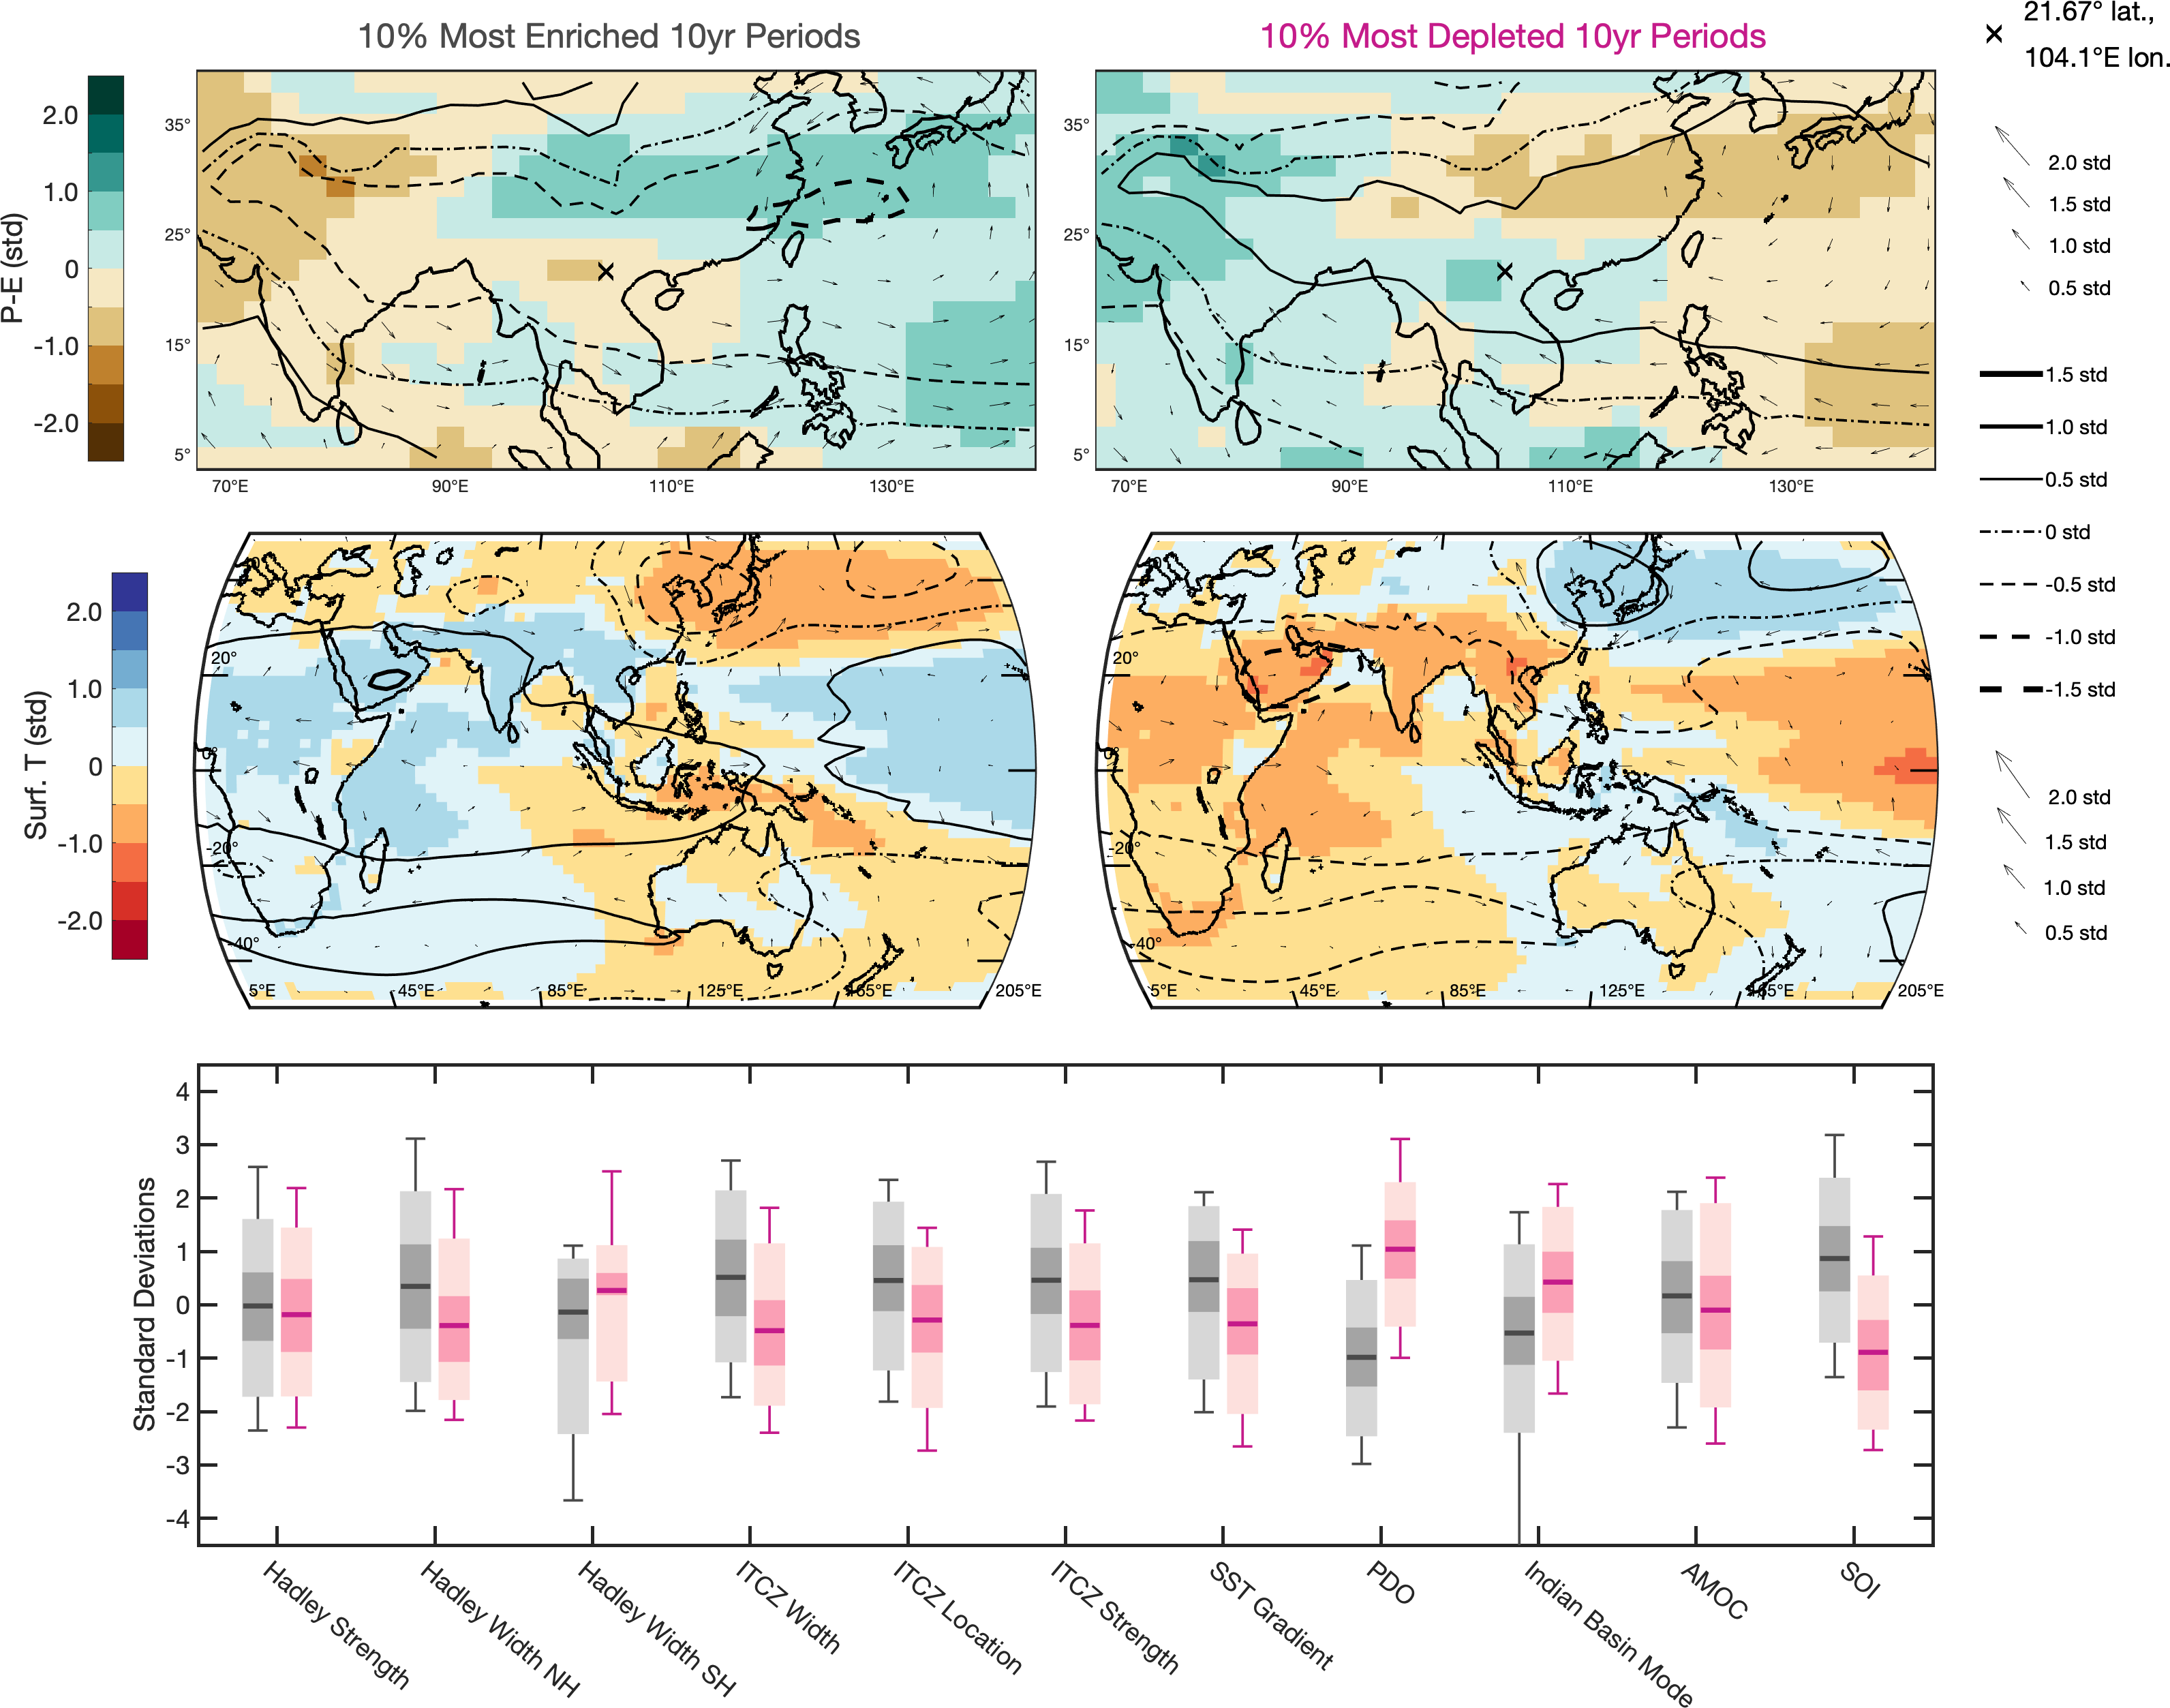 10% Most Enriched 10yr Periods
10% Most Depleted 10yr Periods
21.67° lat.,
104.1°E lon.
P-E (std)
2.0
1.0
0
-1.0
-2.0
35°
25°
15°
5°
70°E 90°E 110°E 130°E
35°
25°
15°
5°
70°E 90°E 110°E 130°E
2.0 std
1.5 std
1.0 std
0.5 std
1.5 std
1.0 std
0.5 std
0 std
-0.5 std
-1.0 std
-1.5 std
Surf. T (std)
2.0
1.0
0
-1.0
-2.0
20°
0°
-20°
-40°
5°E 45°E 85°E 125°E 165°E 205°E
20°
0°
-20°
-40°
5°E 45°E 85°E 125°E 165°E 205°E
2.0 std
1.5 std
1.0 std
0.5 std
Standard Deviations
4
3
2
1
0
-1
-2
-3
-4
Hadley Strength
Hadley Width NH
Hadley Width SH
ITCZ Width
ITCZ Location
ITCZ Strength
SST Gradient
PDO
Indian Basin Mode
AMOC
SOI